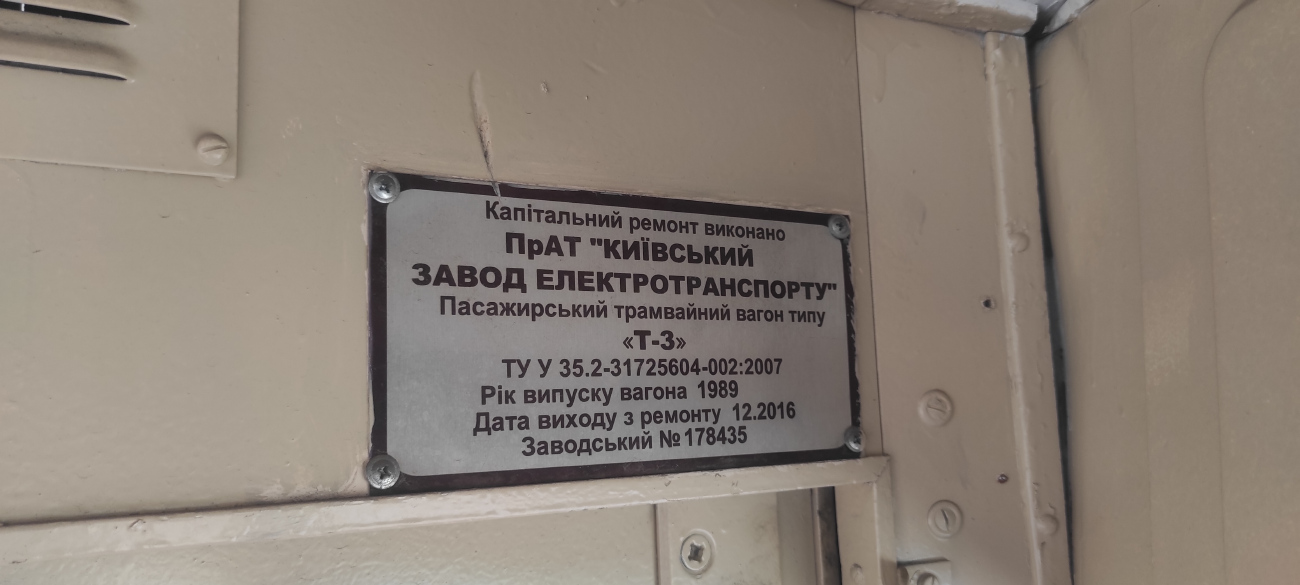 Капітальний ремонт виконано
ПрАТ "КИЇВСЬКИЙ
ЗАВОД ЕЛЕКТРОТРАНСПОРТУ"
Пасажирський трамвайний вагон типу
«Т-3»
ТУ У 35.2-31725604-002:2007
Рік випуску вагона 1989
Дата виходу з ремонту 12.2016
Заводський №178435